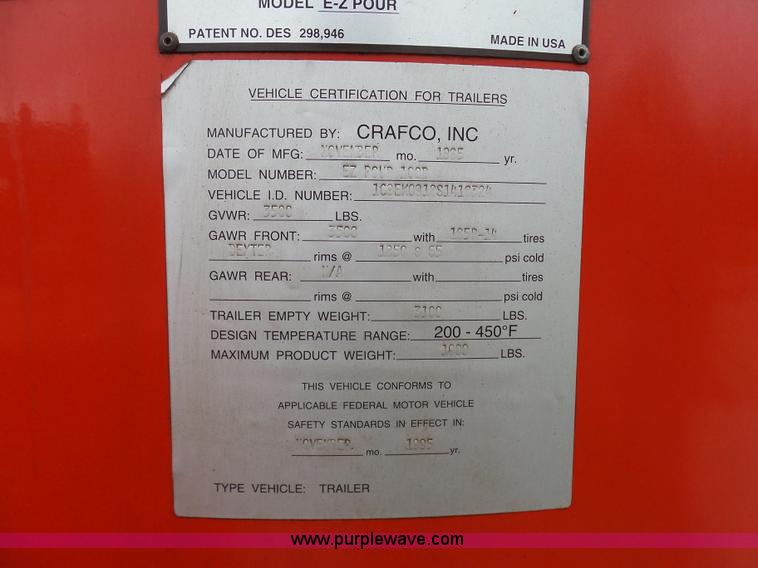 MODEL E-Z POUR
PATENT NO. DES 298,946 MADE IN USA
VEHICLE CERTIFICATION FOR TRAILERS
MANUFACTURED BY: CRAFCO, INC
DATE OF MFG: NOVEMBER mo. 1995 yr.
MODEL NUMBER: EZ POUR 100D
VEHICLE I.D. NUMBER:
GVWR: 3500 LBS.
GAWR FRONT: 3500 with tires
DEXTER rims @ psi cold
GAWR REAR: N/A with tires
rims @ psi cold
TRAILER EMPTY WEIGHT: 3100 LBS.
DESIGN TEMPERATURE RANGE: 200 - 450°F
MAXIMUM PRODUCT WEIGHT: LBS.
THIS VEHICLE CONFORMS TO
APPLICABLE FEDERAL MOTOR VEHICLE
SAFETY STANDARDS IN EFFECT IN:
NOVEMBER mo. 1995 yr.
TYPE VEHICLE: TRAILER
www.purplewave.com